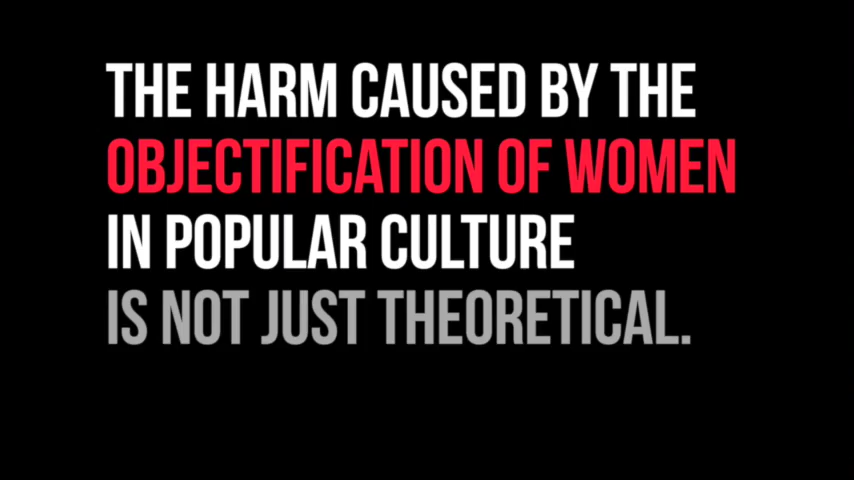 THE HARM CAUSED BY THE
OBJECTIFICATION OF WOMEN
IN POPULAR CULTURE
IS NOT JUST THEORETICAL.